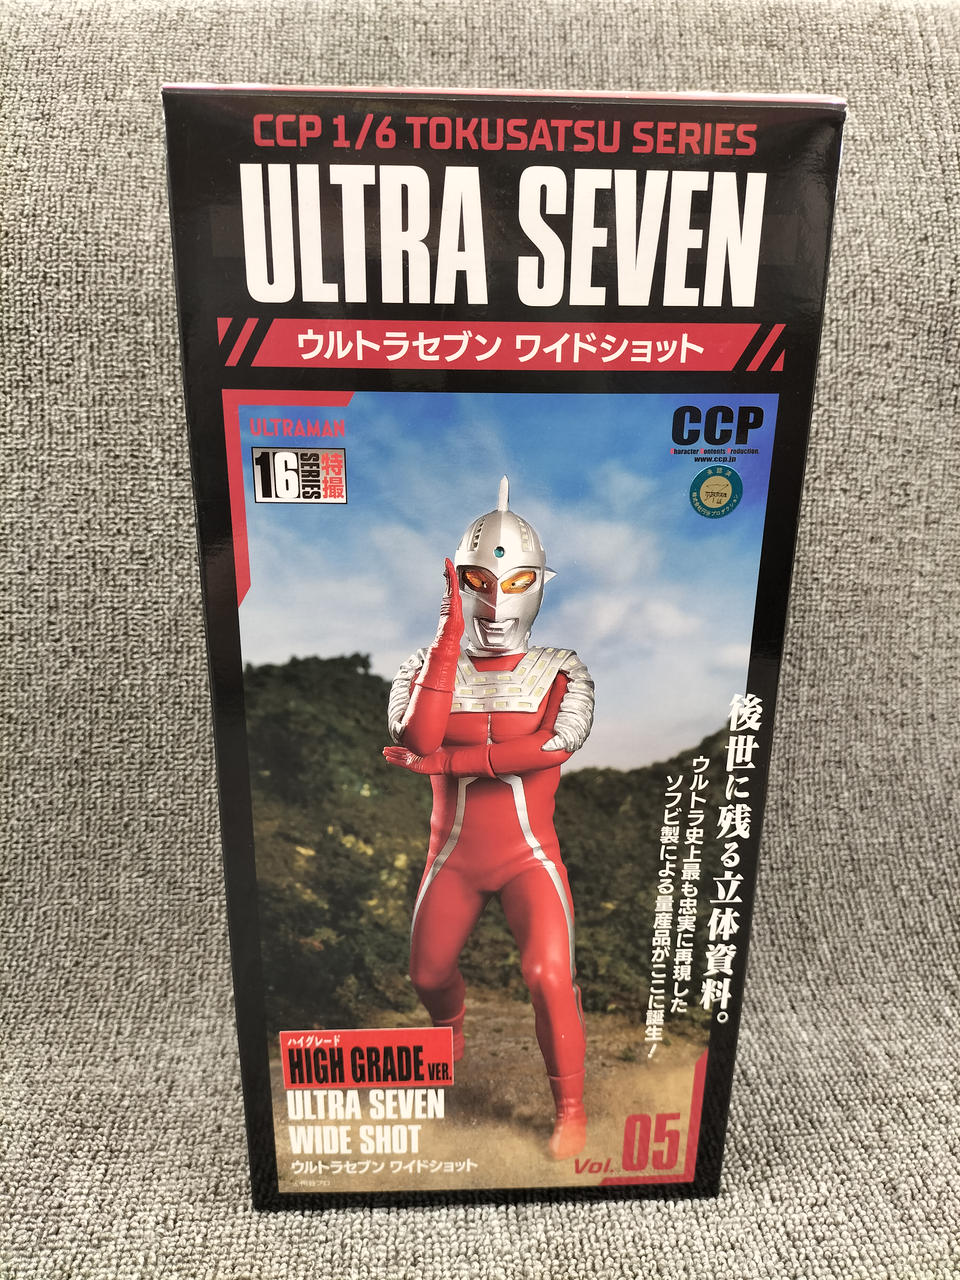 CCP 1/6 TOKUSATSU SERIES
ULTRA SEVEN
ウルトラセブン ワイドショット
ULTRAMAN
16
SERIES
特撮
CCP
Character Contents Production.
www.ccp.jp
後世に残る立体資料。
ウルトラ史上最も忠実に再現した
ソフビ製による量産品がここに誕生!
ハイグレード
HIGH GRADE VER.
ULTRA SEVEN
WIDE SHOT
ウルトラセブン ワイドショット
Vol. 05